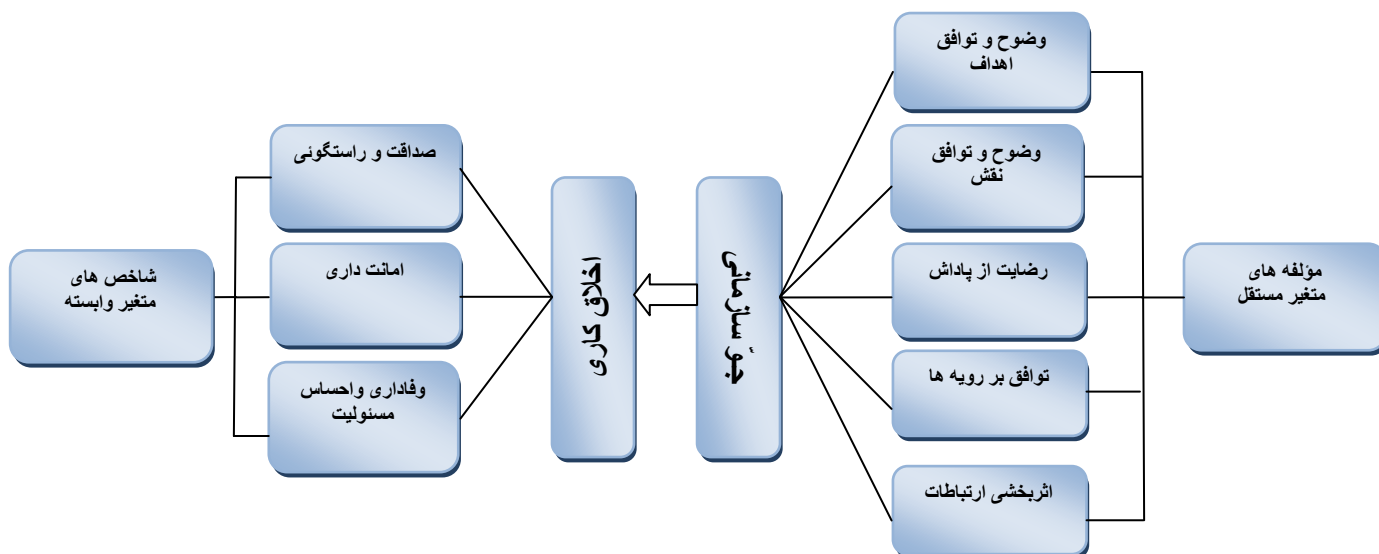 وضوح و توافق
اهداف
وضوح و توافق
نقش
رضایت از پاداش
توافق بر رویه ها
اثربخشی ارتباطات
مؤلفه های
متغیر مستقل
جوّ سازمانی
اخلاق کاری
صداقت و راستگوئی
امانت داری
وفاداری واحساس
مسئولیت
شاخص های
متغیر وابسته